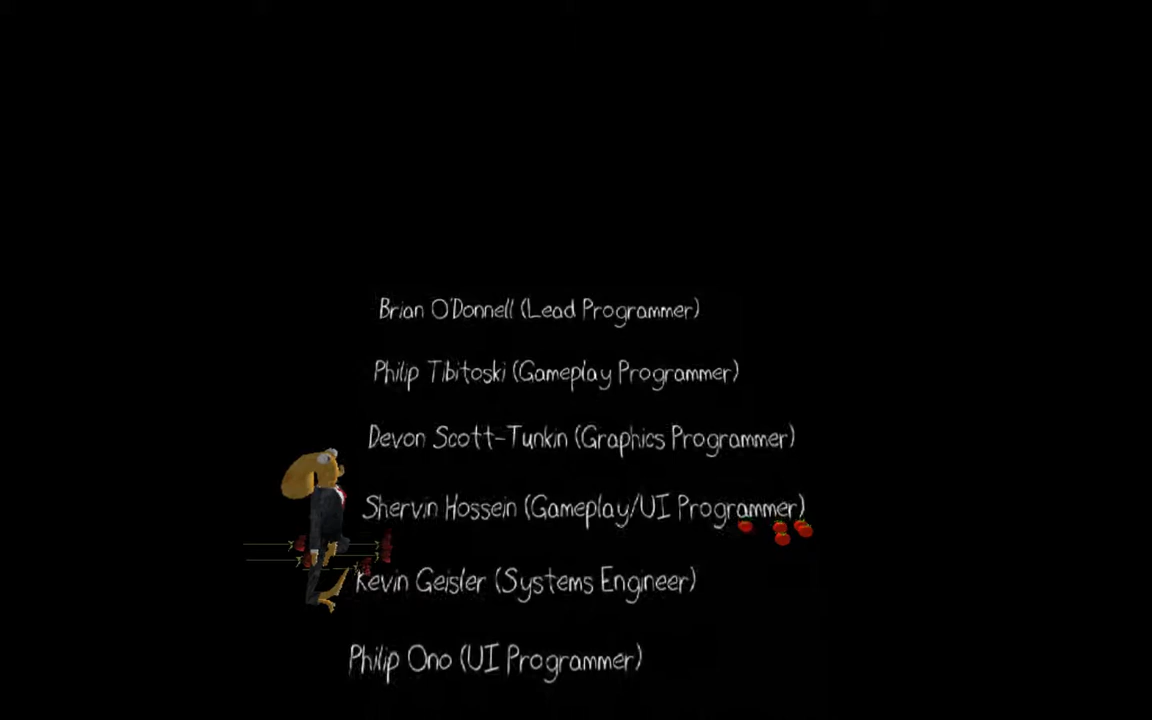 Brian O'Donnell (Lead Programmer)
Philip Tibitoski (Gameplay Programmer)
Devon Scott-Tunkin (Graphics Programmer)
Shervin Hossein (Gameplay/UI Programmer)
Kevin Geisler (Systems Engineer)
Philip Ono (UI Programmer)